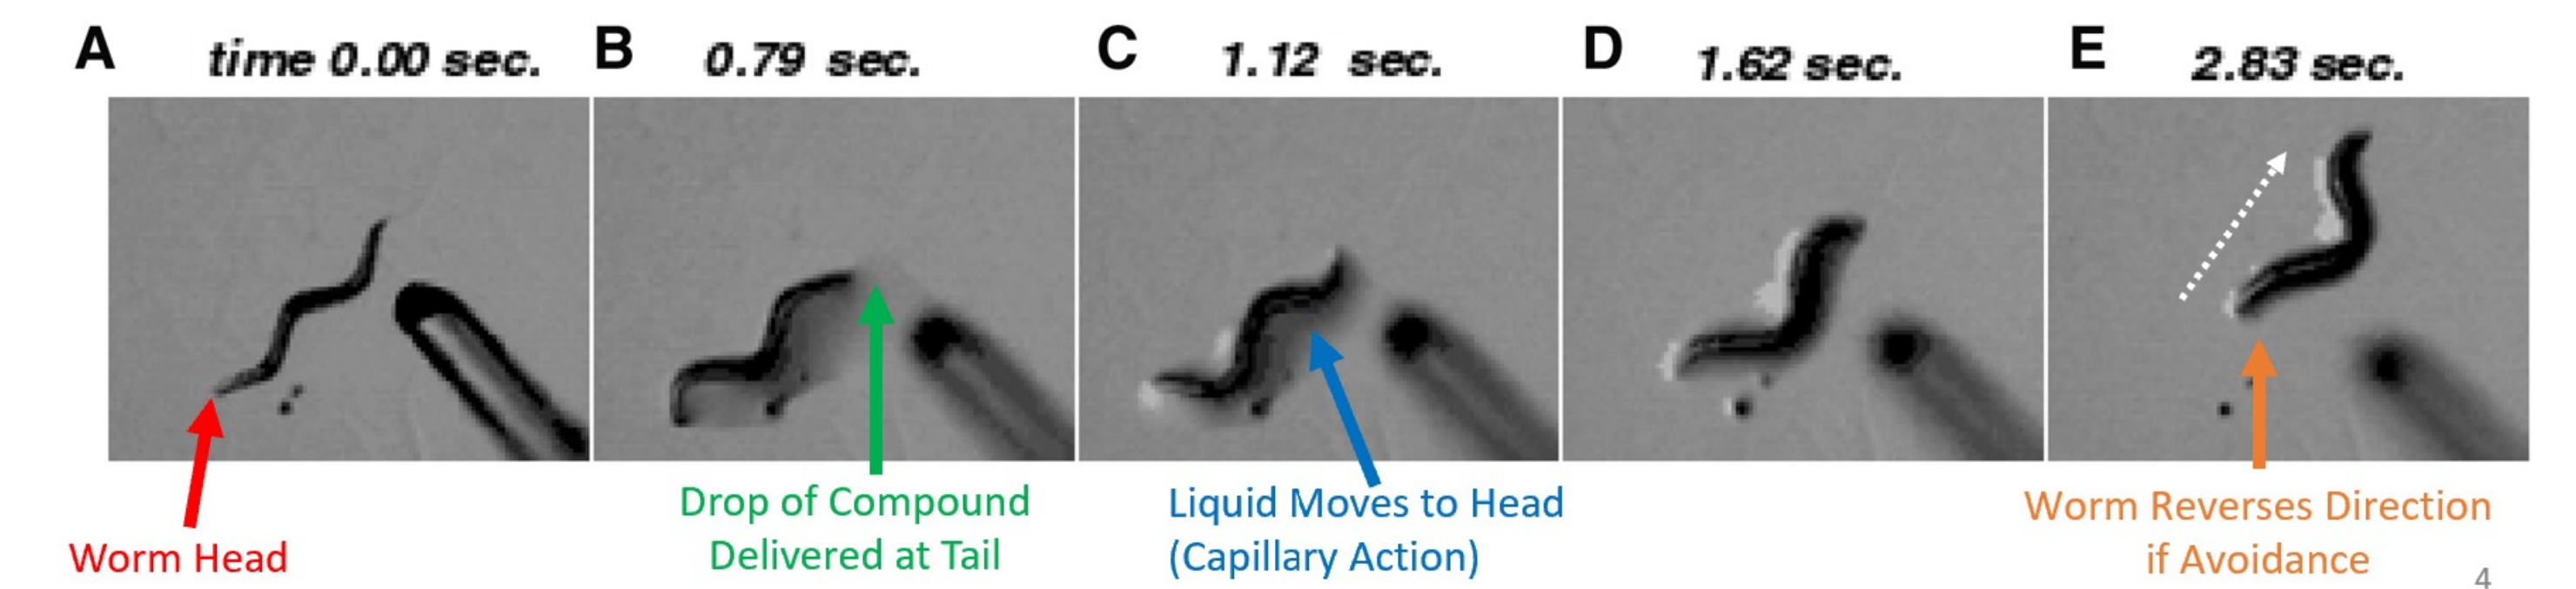 A time 0.00 sec. B 0.79 sec. C 1.12 sec. D 1.62 sec. E 2.83 sec.
Worm Head
Drop of Compound
Delivered at Tail
Liquid Moves to Head
(Capillary Action)
Worm Reverses Direction
if Avoidance
4